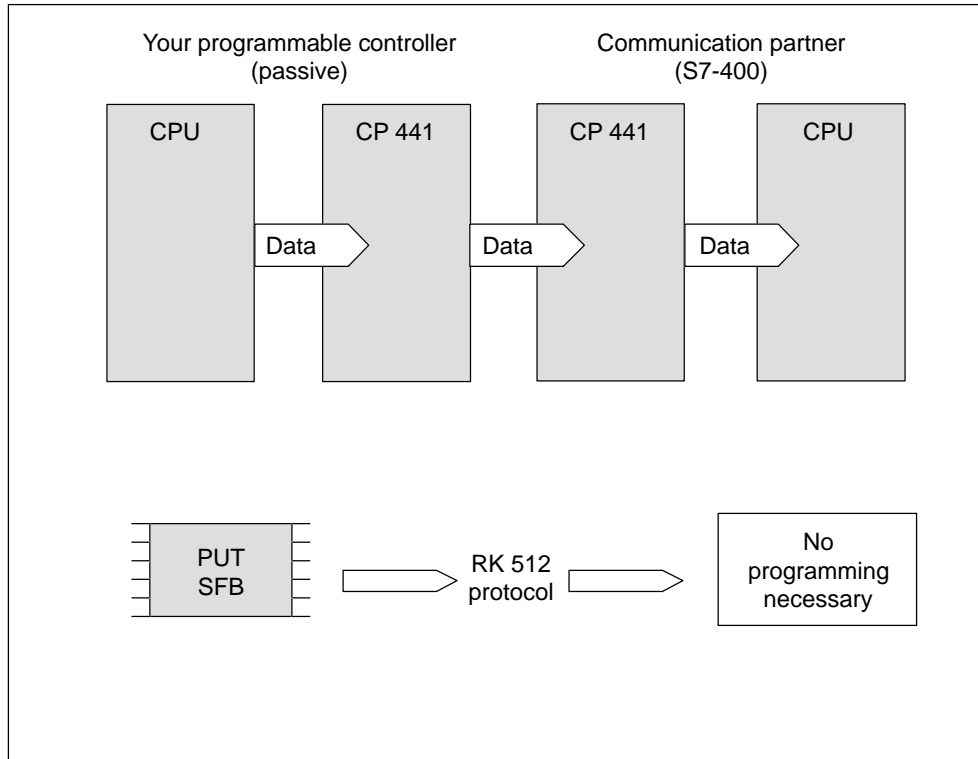 Your programmable controller
(passive)
Communication partner
(S7-400)
CPU
CP 441
CP 441
CPU
Data
Data
Data
PUT
SFB
RK 512
protocol
No
programming
necessary